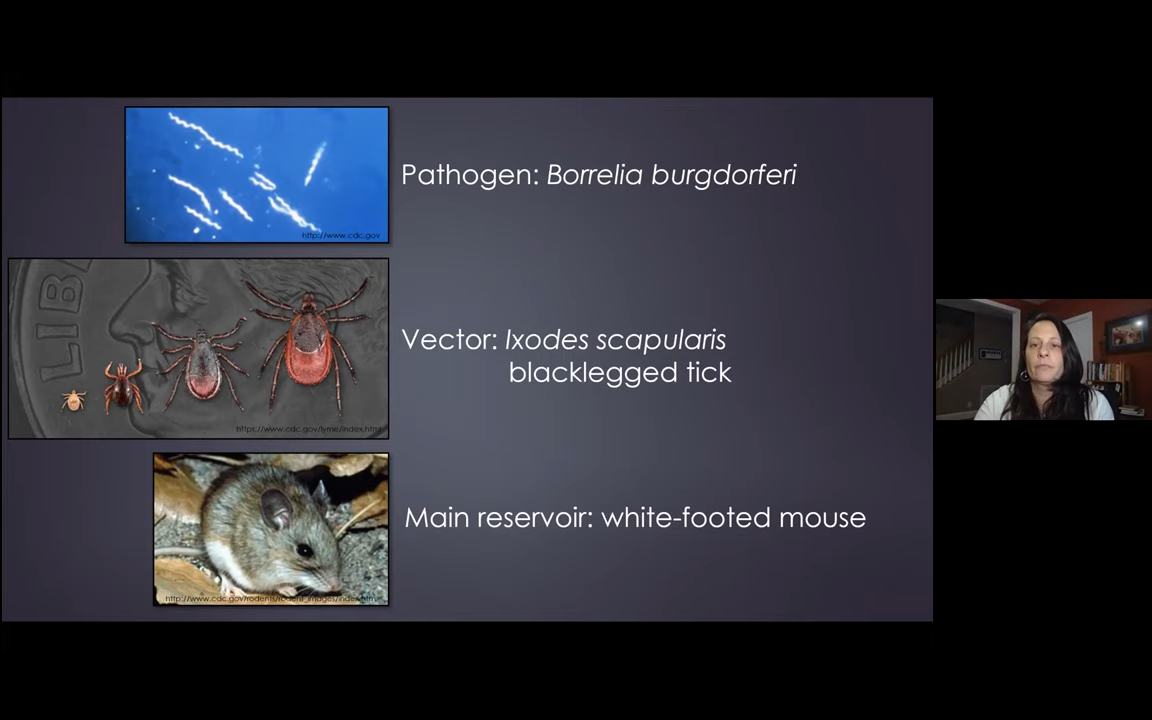 Pathogen: Borrelia burgdorferi
http://www.cdc.gov
LIB
Vector: Ixodes scapularis
blacklegged tick
https://www.cdc.gov/lyme/index.html
Main reservoir: white-footed mouse